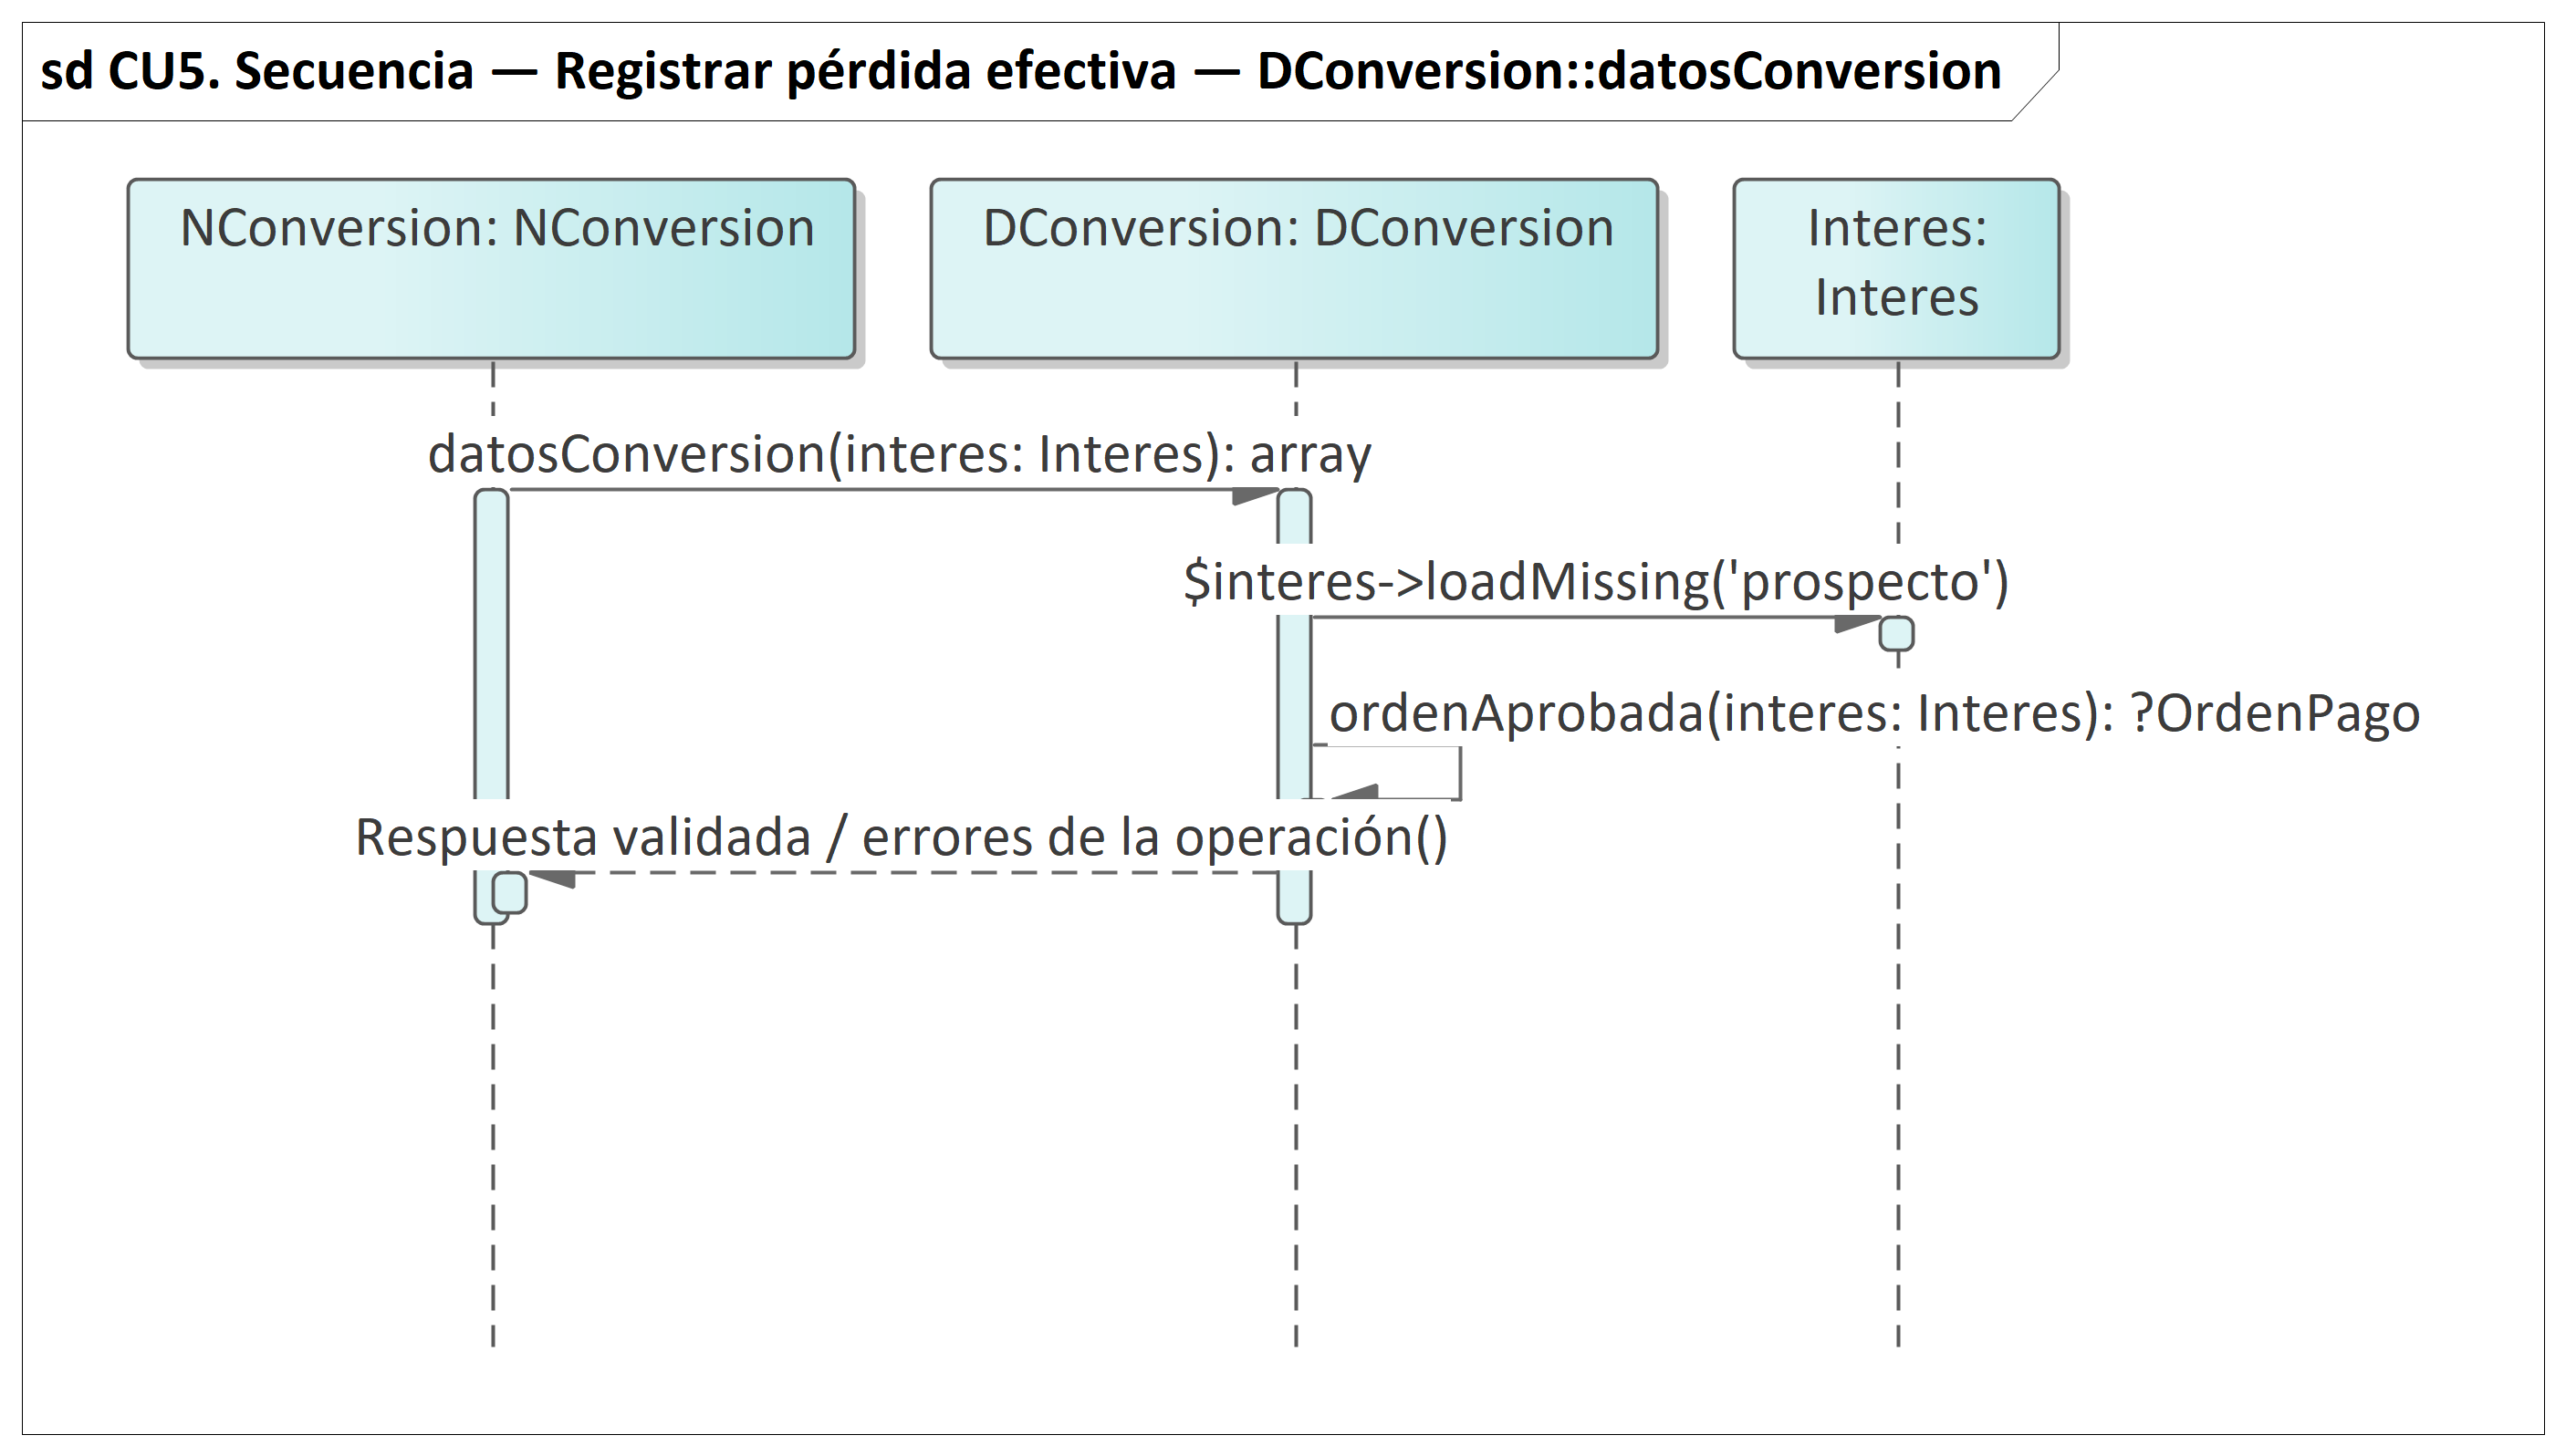 sd CU5. Secuencia — Registrar pérdida efectiva — DConversion::datosConversion
NConversion: NConversion
DConversion: DConversion
Interes:
Interes
datosConversion(interes: Interes): array
$interes->loadMissing('prospecto')
ordenAprobada(interes: Interes): ?OrdenPago
Respuesta validada / errores de la operación()